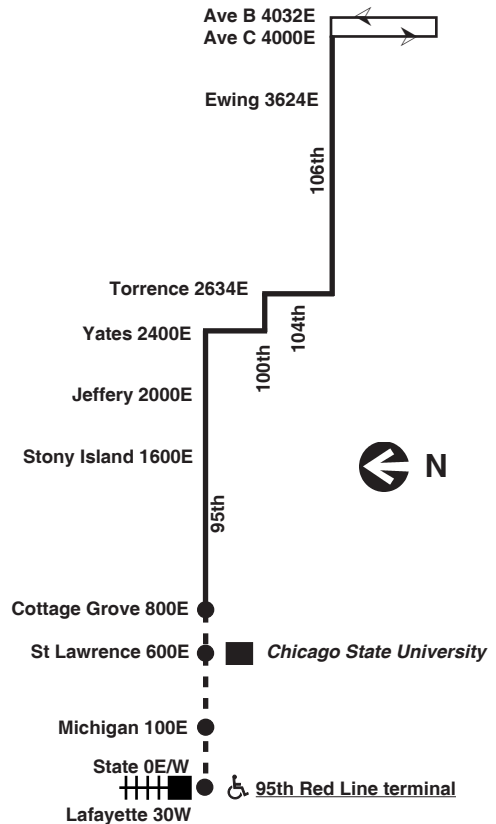 Ave B 4032E
Ave C 4000E
Ewing 3624E
106th
Torrence 2634E
104th
Yates 2400E
100th
Jeffery 2000E
Stony Island 1600E
N
95th
Cottage Grove 800E
St Lawrence 600E
Chicago State University
Michigan 100E
State 0E/W
95th Red Line terminal
Lafayette 30W